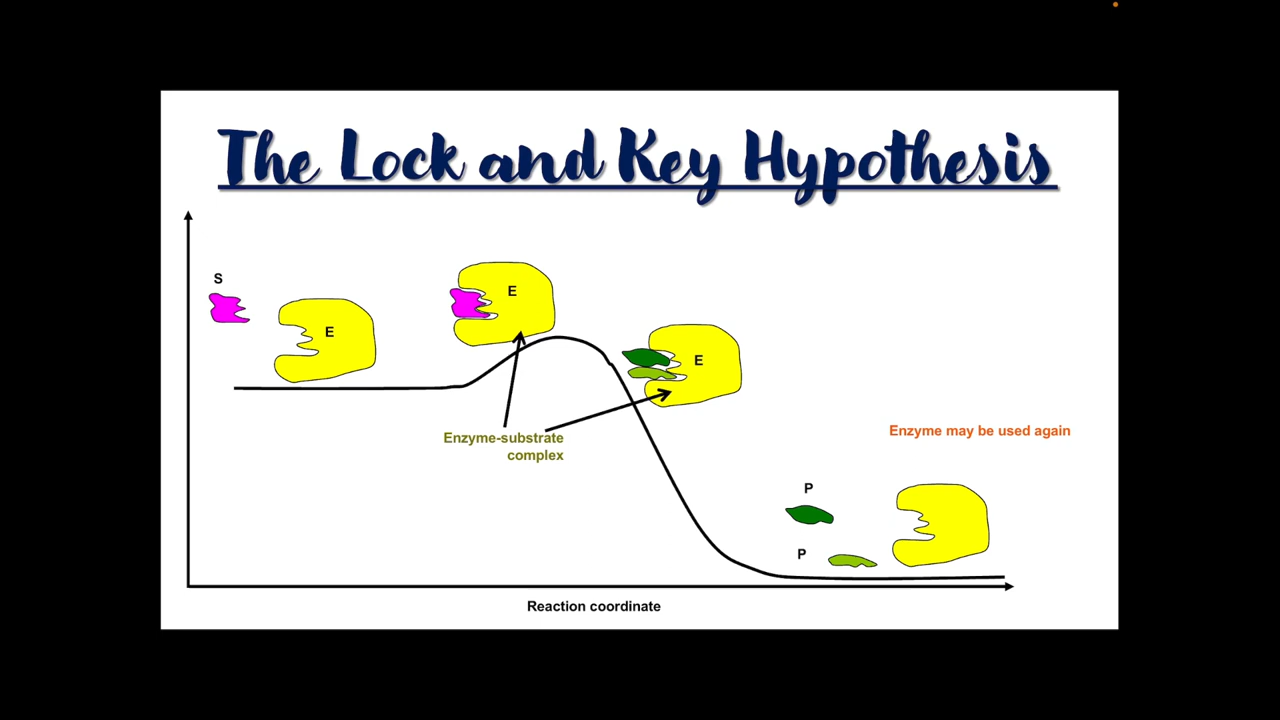 The Lock and Key Hypothesis
S
E
E
E
Enzyme-substrate
complex
Enzyme may be used again
P
P
Reaction coordinate